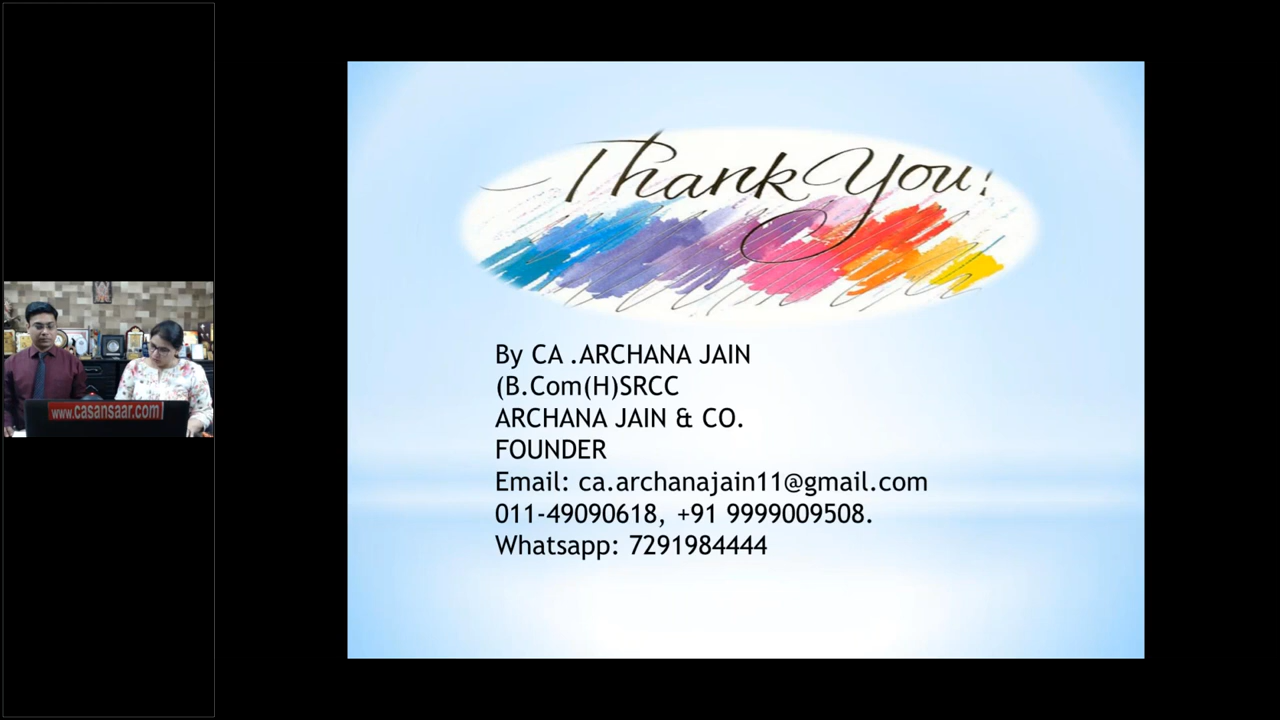 Thank You!
By CA .ARCHANA JAIN
(B.Com(H)SRCC
ARCHANA JAIN & CO.
FOUNDER
Email: ca.archanajain11@gmail.com
011-49090618, +91 9999009508.
Whatsapp: 7291984444
www.casansaar.com